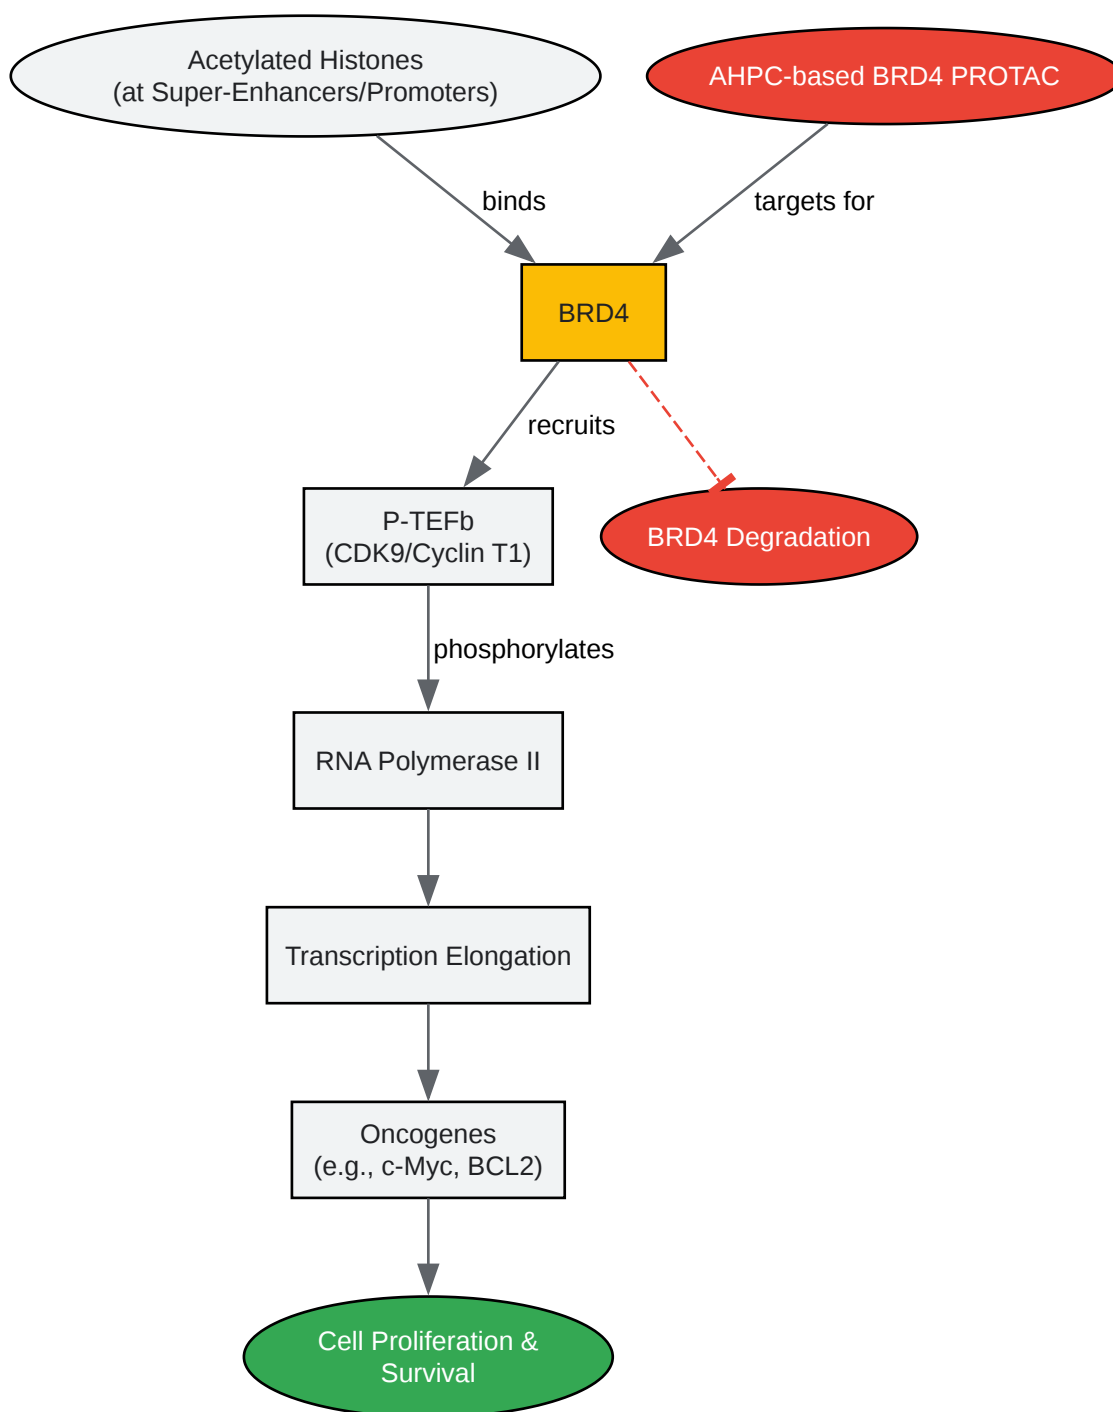 Acetylated Histones
(at Super-Enhancers/Promoters)
AHPC-based BRD4 PROTAC
binds
targets for
BRD4
recruits
P-TEFb
(CDK9/Cyclin T1)
BRD4 Degradation
phosphorylates
RNA Polymerase II
Transcription Elongation
Oncogenes
(e.g., c-Myc, BCL2)
Cell Proliferation &
Survival